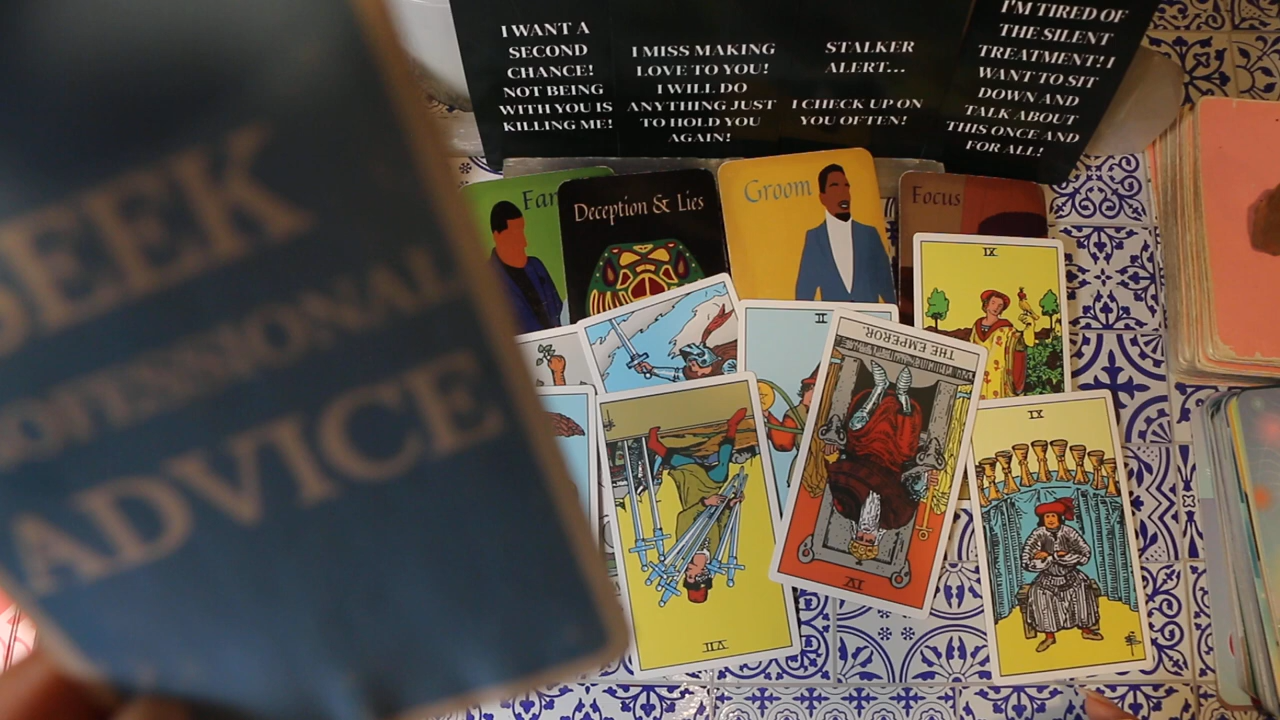 I WANT A
SECOND
CHANCE!
NOT BEING
WITH YOU IS
KILLING ME!
I MISS MAKING
LOVE TO YOU!
I WILL DO
ANYTHING JUST
TO HOLD YOU
AGAIN!
STALKER
ALERT...
I CHECK UP ON
YOU OFTEN!
I'M TIRED OF
THE SILENT
TREATMENT! I
WANT TO SIT
DOWN AND
TALK ABOUT
THIS ONCE AND
FOR ALL!
Deception & Lies
Groom
Focus
SEEK
PROFESSIONAL
ADVICE
IX
II
THE EMPEROR.
IV
IX
VII